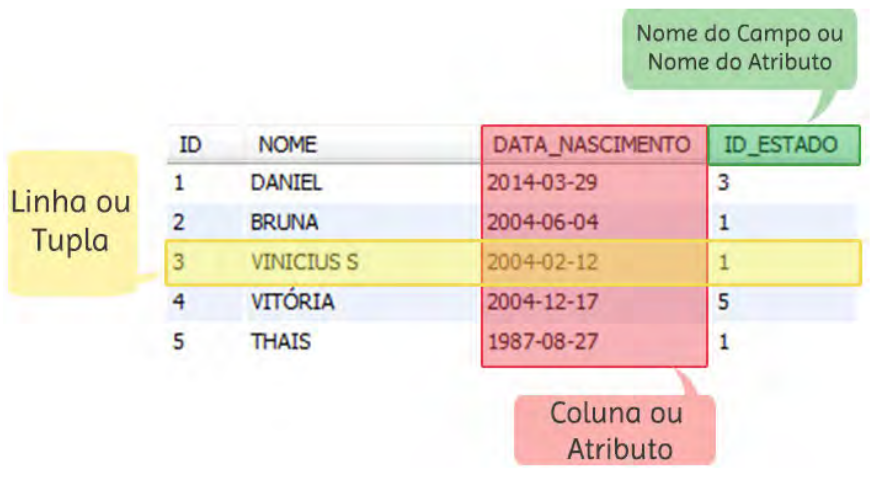 Nome do Campo ou
Nome do Atributo
ID NOME DATA_NASCIMENTO ID_ESTADO
1 DANIEL 2014-03-29 3
2 BRUNA 2004-06-04 1
3 VINICIUS S 2004-02-12 1
4 VITÓRIA 2004-12-17 5
5 THAIS 1987-08-27 1
Linha ou
Tupla
Coluna ou
Atributo